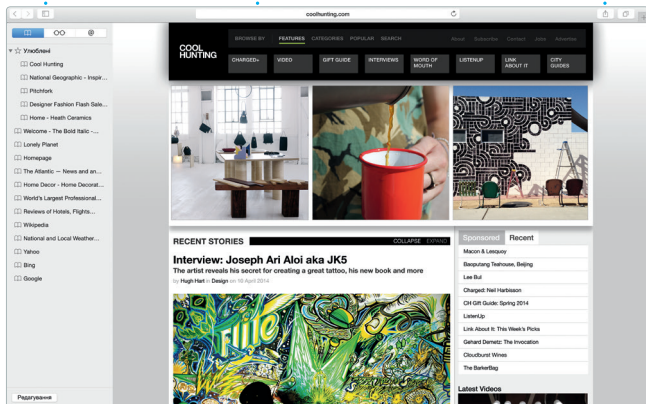 coolhunting.com
@
Улюблені
Cool Hunting
National Geographic - Inspir...
Pitchfork
Designer Fashion Flash Sale...
Home - Heath Ceramics
Welcome - The Bold Italic -...
Lonely Planet
Homepage
The Atlantic — News and an...
Home Decor - Home Decorat...
World's Largest Professional...
Reviews of Hotels, Flights...
Wikipedia
National and Local Weather...
Yahoo
Bing
Google
Редагування
COOL
HUNTING
BROWSE BY FEATURES CATEGORIES POPULAR SEARCH
About Subscribe Contact Jobs Advertise
CHARGED+
VIDEO
GIFT GUIDE
INTERVIEWS
WORD OF
MOUTH
LISTENUP
LINK
ABOUT IT
CITY
GUIDES
RECENT STORIES
COLLAPSE EXPAND
Interview: Joseph Ari Aloi aka JK5
The artist reveals his secret for creating a great tattoo, his new book and more
by Hugh Hart in Design on 16 April 2014
Sponsored Recent
Macon & Lesquoy
Baoputang Teahouse, Beijing
Lee But
Charged: Neil Harbisson
CH Gift Guide: Spring 2014
ListenUp
Link About It: This Week's Picks
Gehard Demetz: The Invocation
Cloudburst Wines
The BarkerBag
Latest Videos